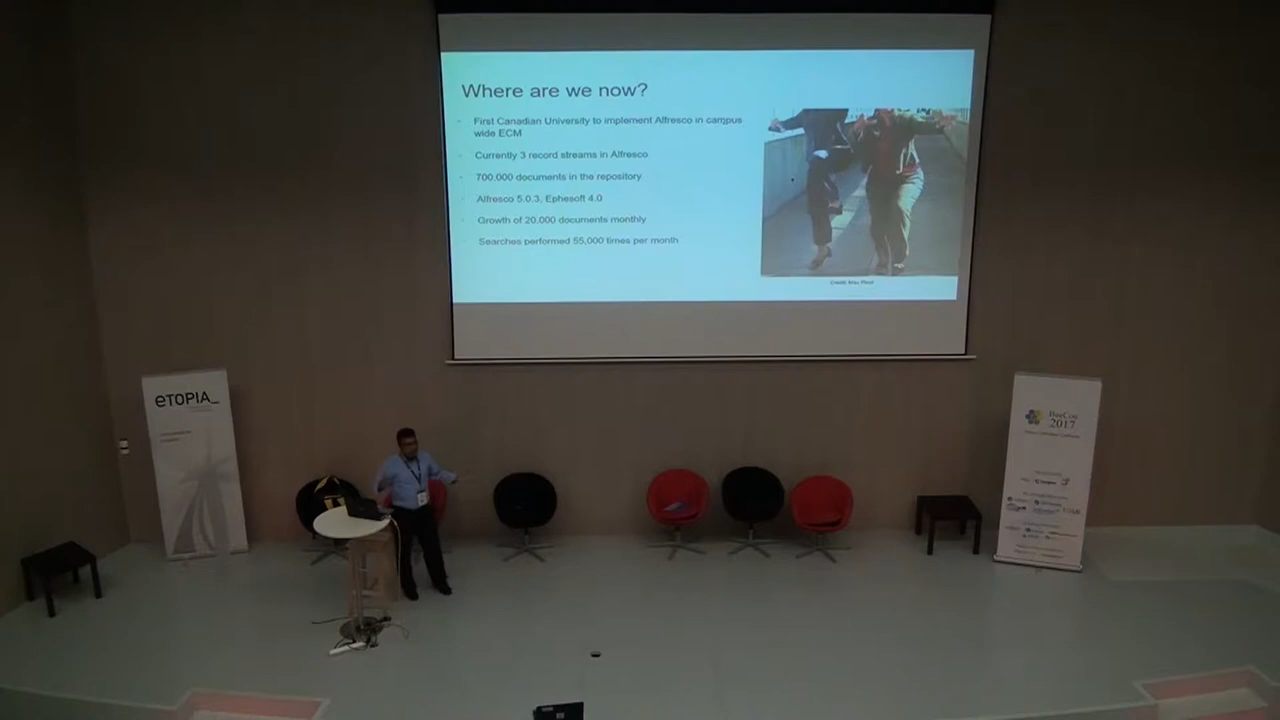 Where are we now?
First Canadian University to implement Alfresco in campus
wide ECM
Currently 3 record streams in Alfresco
700,000 documents in the repository
Alfresco 5.0.3, Ephesoft 4.0
Growth of 20,000 documents monthly
Searches performed 55,000 times per month
eTOPIA_
BeeCon
2017